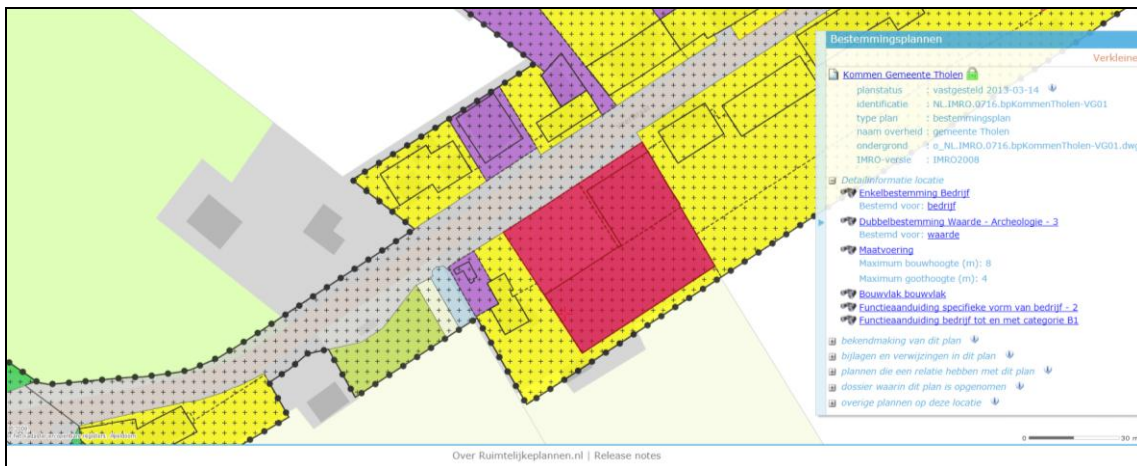 Bestemmingsplannen
Verkleine
Kommen Gemeente Tholen
planstatus : vastgesteld 2013-03-14
identificatie : NL.IMRO.0716.bpKommenTholen-VG01
type plan : bestemmingsplan
naam overheid : gemeente Tholen
ondergrond : o_NL.IMRO.0716.bpKommenTholen-VG01.dwg
IMRO-versie : IMRO2008
Detailinformatie locatie
Enkelbestemming Bedrijf
Bestemd voor: bedrijf
Dubbelbestemming Waarde - Archeologie - 3
Bestemd voor: waarde
Maatvoering
Maximum bouwhoogte (m): 8
Maximum goothoogte (m): 4
Bouwvlak bouwvlak
Functieaanduiding specifieke vorm van bedrijf - 2
Functieaanduiding bedrijf tot en met categorie B1
bekendmaking van dit plan
bijlagen en verwijzingen in dit plan
plannen die een relatie hebben met dit plan
dossier waarin dit plan is opgenomen
overige plannen op deze locatie
0 30 m
Over Ruimtelijkeplannen.nl | Release notes